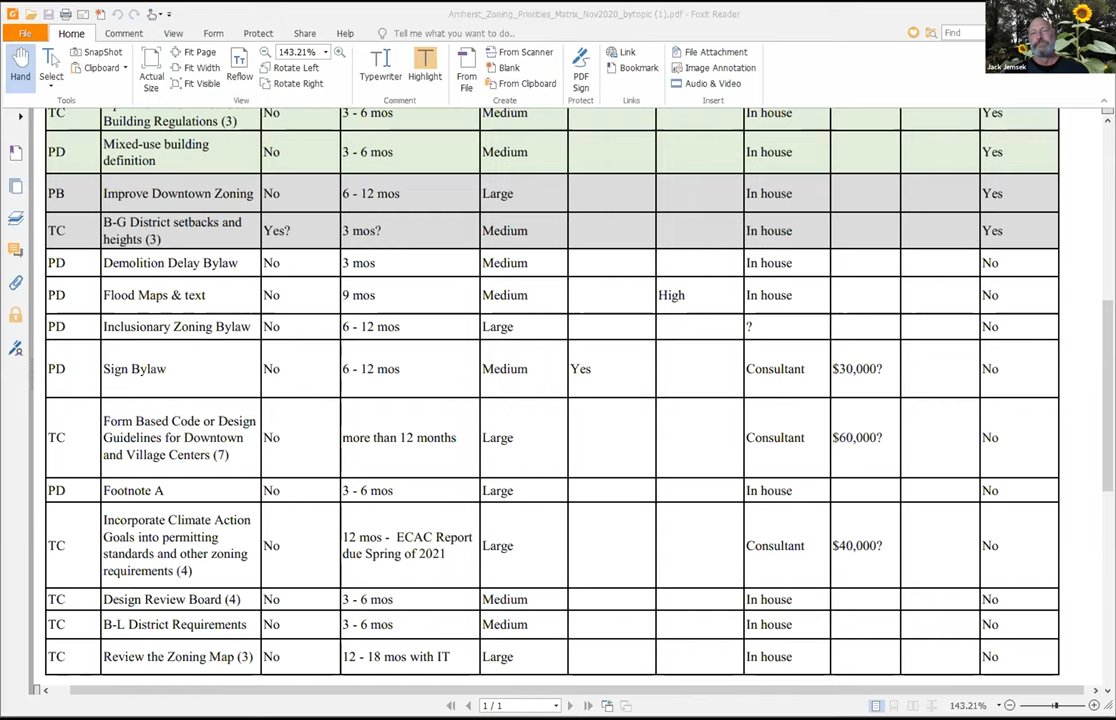 Amherst_Zoning_Priorities_Matrix_Nov2020_bytopic (1).pdf - Foxit Reader
File Home Comment View Form Protect Share Help Tell me what you want to do... Find
Hand Select SnapShot Clipboard Actual Size Fit Page Fit Width Fit Visible Reflow 143.21% Rotate Left Rotate Right Typewriter Highlight From File From Scanner Blank From Clipboard PDF Sign Link Bookmark File Attachment Image Annotation Audio & Video
Tools View Comment Create Protect Links Insert
Jack Jemsek
TC Building Regulations (3) No 3 - 6 mos Medium In house Yes
PD Mixed-use building definition No 3 - 6 mos Medium In house Yes
PB Improve Downtown Zoning No 6 - 12 mos Large In house Yes
TC B-G District setbacks and heights (3) Yes? 3 mos? Medium In house Yes
PD Demolition Delay Bylaw No 3 mos Medium In house No
PD Flood Maps & text No 9 mos Medium High In house No
PD Inclusionary Zoning Bylaw No 6 - 12 mos Large ? No
PD Sign Bylaw No 6 - 12 mos Medium Yes Consultant $30,000? No
TC Form Based Code or Design Guidelines for Downtown and Village Centers (7) No more than 12 months Large Consultant $60,000? No
PD Footnote A No 3 - 6 mos Large In house No
TC Incorporate Climate Action Goals into permitting standards and other zoning requirements (4) No 12 mos - ECAC Report due Spring of 2021 Large Consultant $40,000? No
TC Design Review Board (4) No 3 - 6 mos Medium In house No
TC B-L District Requirements No 3 - 6 mos Medium In house No
TC Review the Zoning Map (3) No 12 - 18 mos with IT Large In house No
1 / 1 143.21%